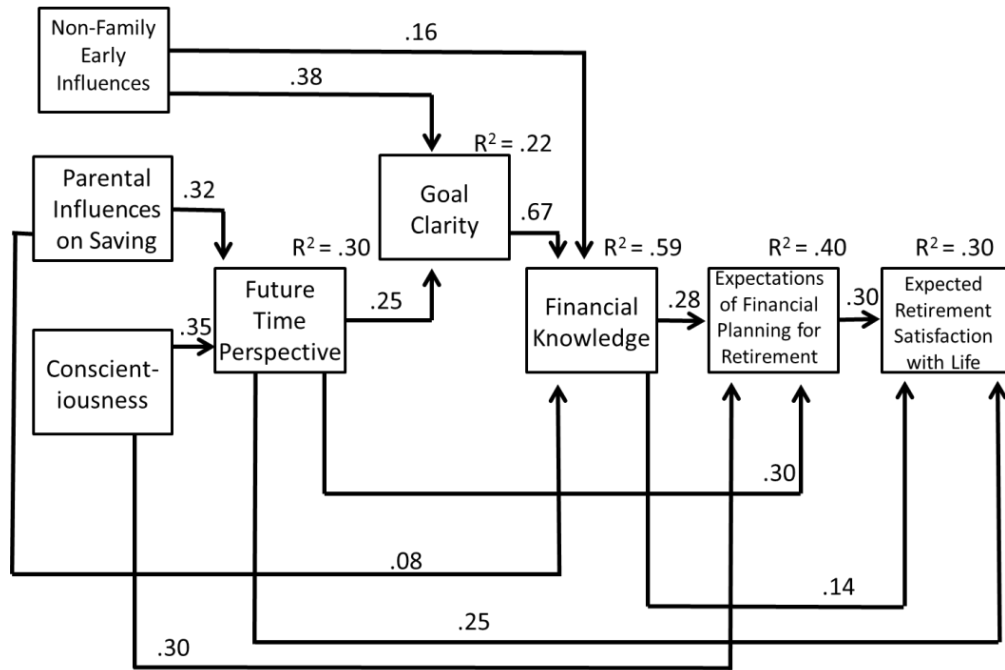 Non-Family
Early
Influences
.16
.38
R² = .22
Goal
Clarity
Parental
Influences
on Saving
.32
.67
R² = .30
R² = .59
R² = .40
R² = .30
Future
Time
Perspective
.25
Financial
Knowledge
.28
Expectations
of Financial
Planning for
Retirement
.30
Expected
Retirement
Satisfaction
with Life
.35
Conscient-
iousness
.30
.08
.14
.25
.30